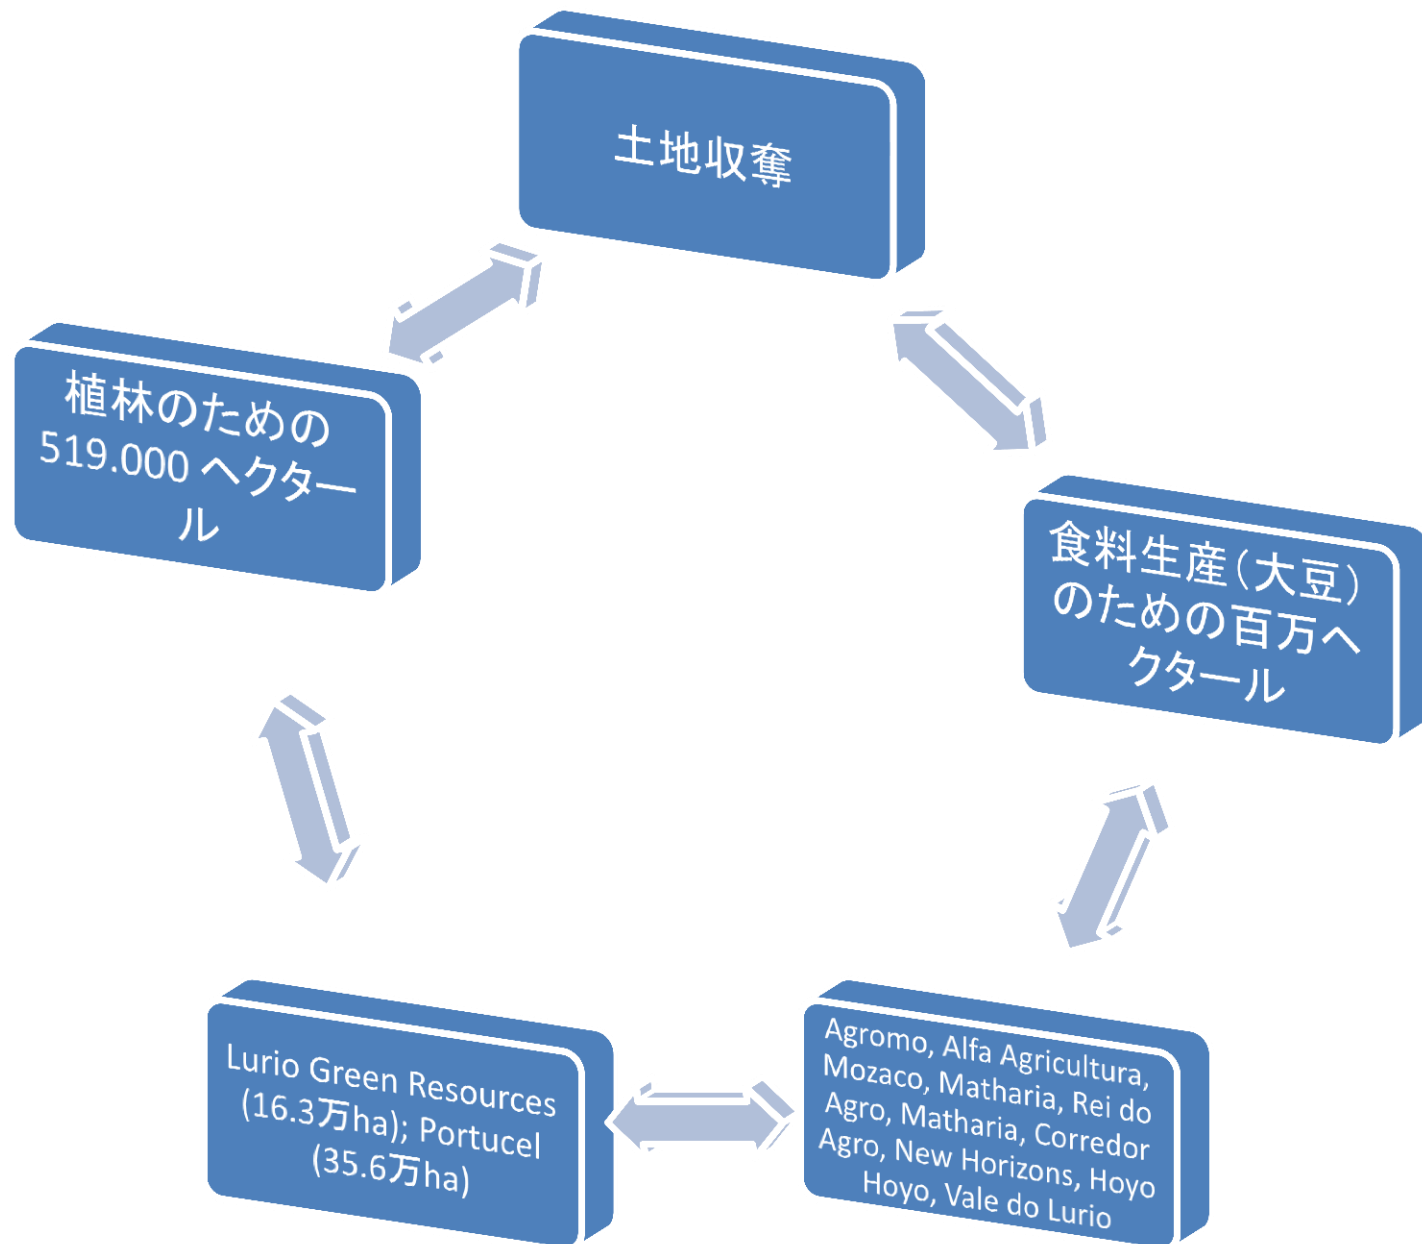 土地収奪
植林のための
519.000 ヘクター
ル
食料生産（大豆）
のための百万ヘ
クタール
Lurio Green Resources
(16.3万ha); Portucel
(35.6万ha)
Agromo, Alfa Agricultura,
Mozaco, Matharia, Rei do
Agro, Matharia, Corredor
Agro, New Horizons, Hoyo
Hoyo, Vale do Lurio